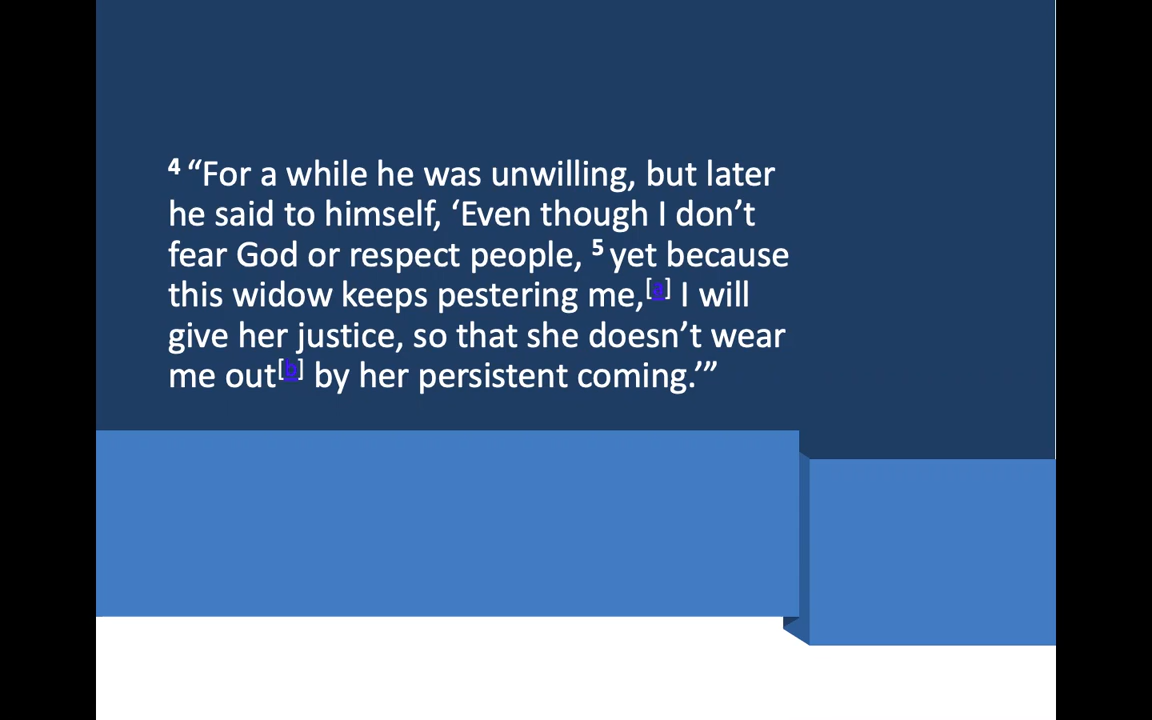 4 “For a while he was unwilling, but later
he said to himself, ‘Even though I don’t
fear God or respect people, 5 yet because
this widow keeps pestering me,[a] I will
give her justice, so that she doesn’t wear
me out[b] by her persistent coming.’”